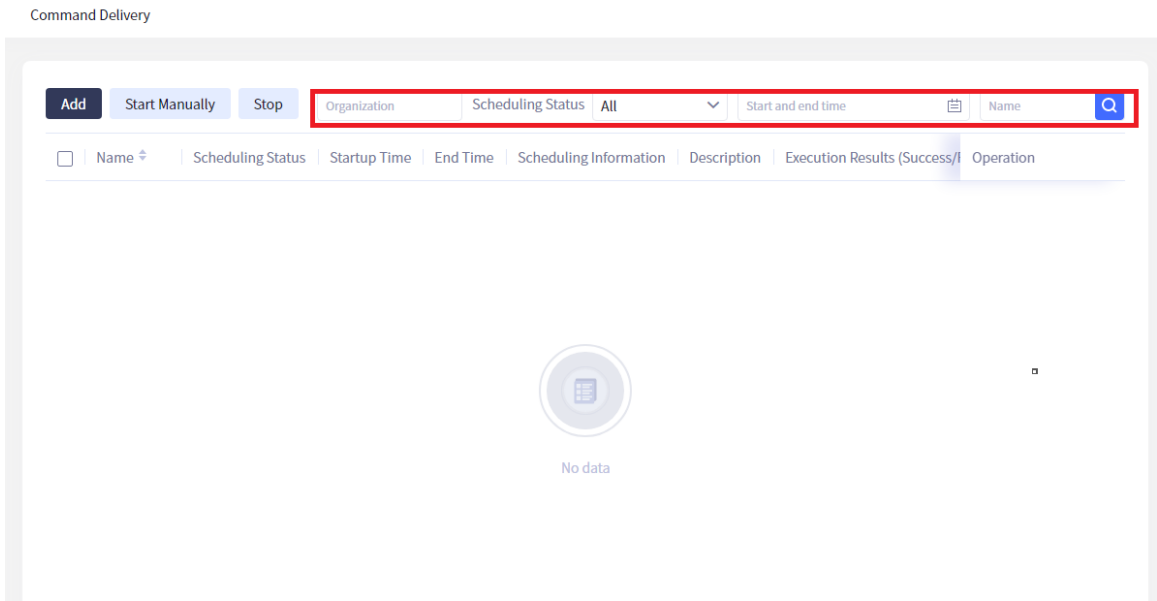 Command Delivery
Add Start Manually Stop Organization Scheduling Status All Start and end time Name
Name Scheduling Status Startup Time End Time Scheduling Information Description Execution Results (Success/ Operation
No data